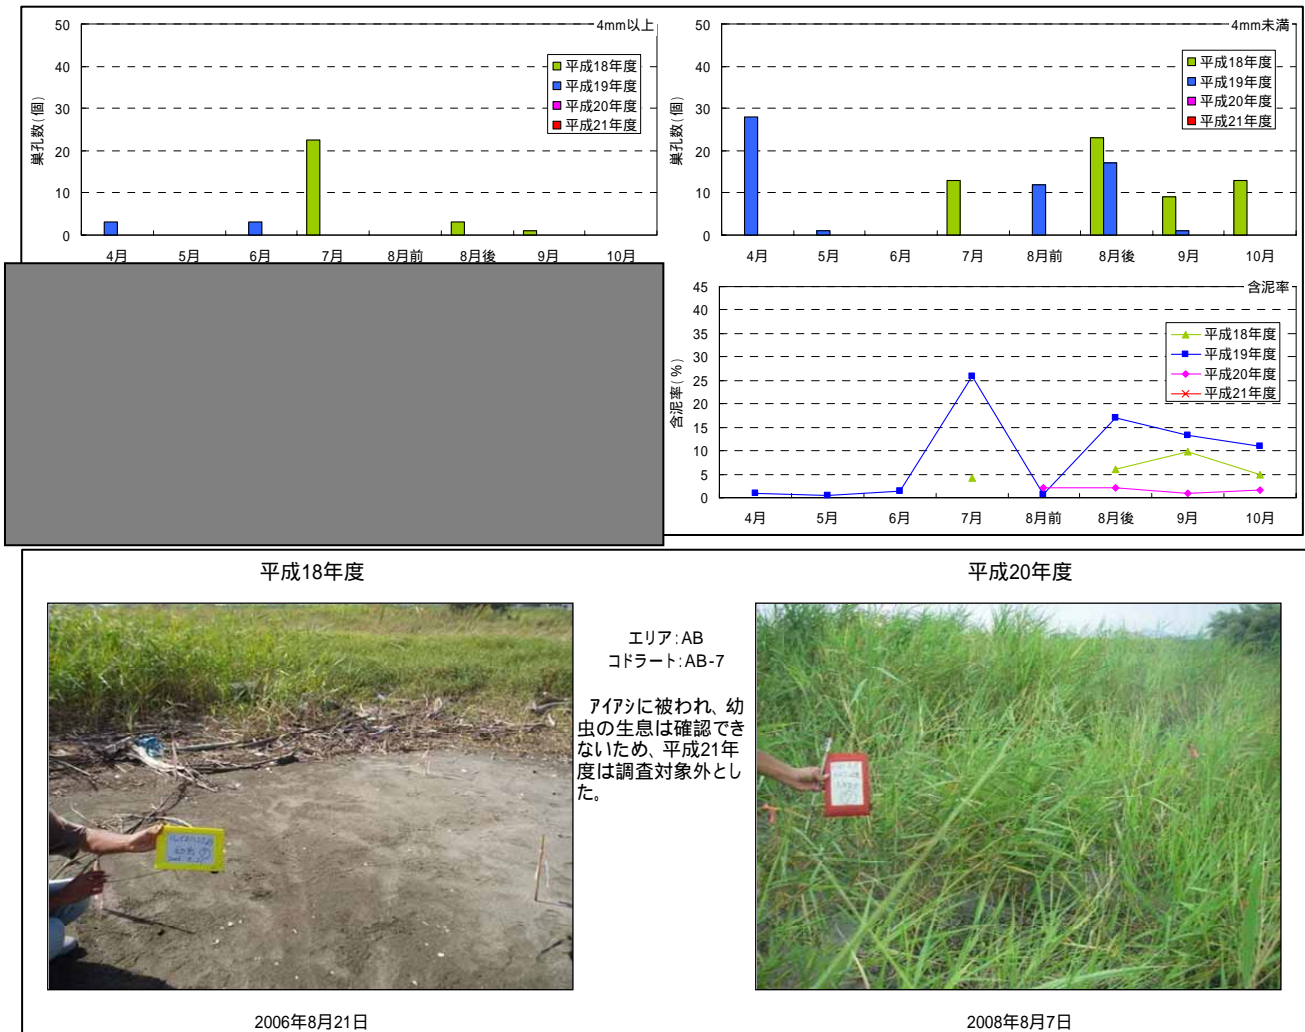 4mm以上
50
40
30
20
10
0
巣孔数(個)
平成18年度
平成19年度
平成20年度
平成21年度
4月 5月 6月 7月 8月前 8月後 9月 10月
4mm未満
50
40
30
20
10
0
巣孔数(個)
平成18年度
平成19年度
平成20年度
平成21年度
4月 5月 6月 7月 8月前 8月後 9月 10月
含泥率
45
40
35
30
25
20
15
10
5
0
含泥率(%)
平成18年度
平成19年度
平成20年度
平成21年度
4月 5月 6月 7月 8月前 8月後 9月 10月
平成18年度
平成20年度
エリア:AB
コドラート:AB-7
アイアシに被われ、幼
虫の生息は確認でき
ないため、平成21年
度は調査対象外とし
た。
2006年8月21日
2008年8月7日